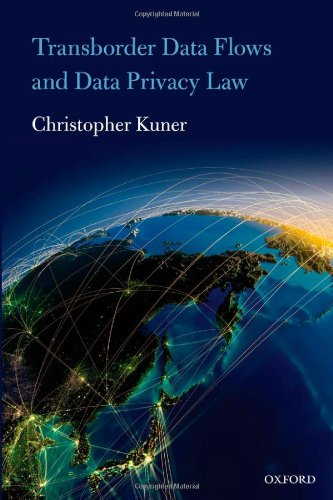 Transborder Data Flows
and Data Privacy Law
Christopher Kuner
OXFORD